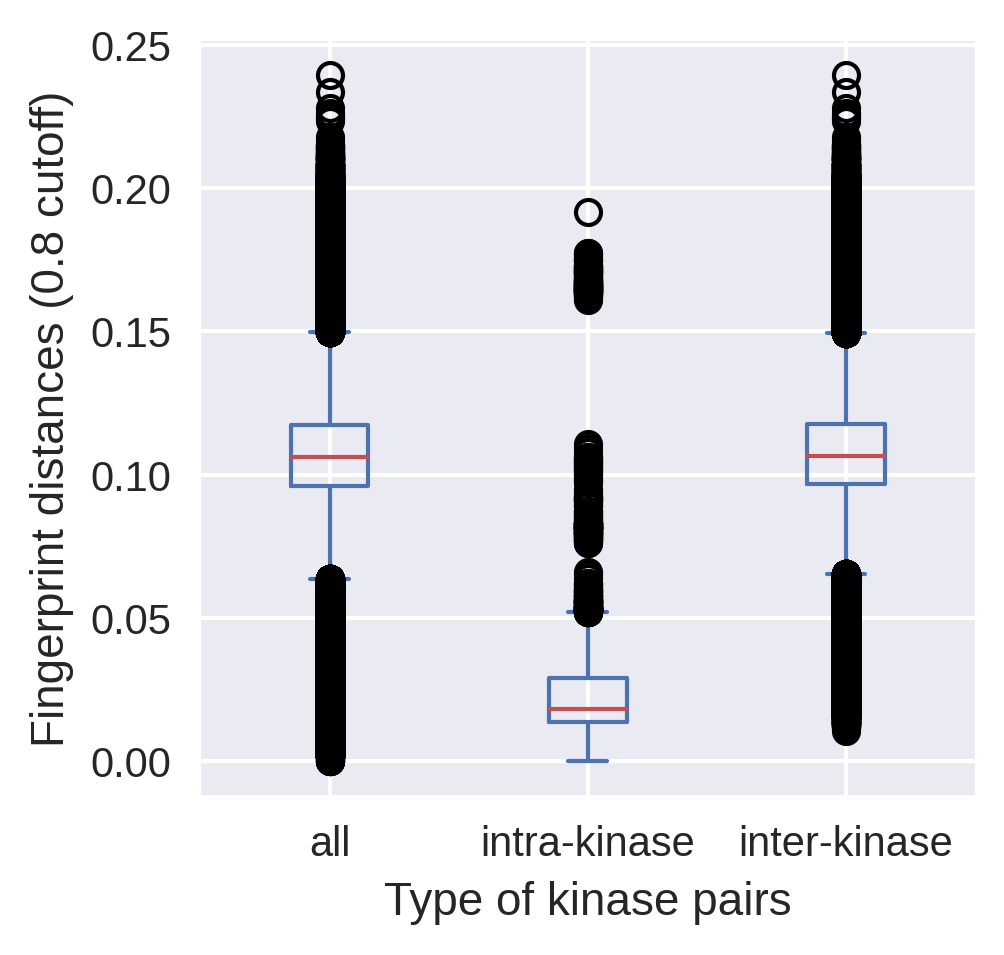 Fingerprint distances (0.8 cutoff)
0.25
0.20
0.15
0.10
0.05
0.00
all intra-kinase inter-kinase
Type of kinase pairs